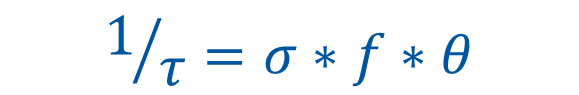 1/τ = σ * f * θ